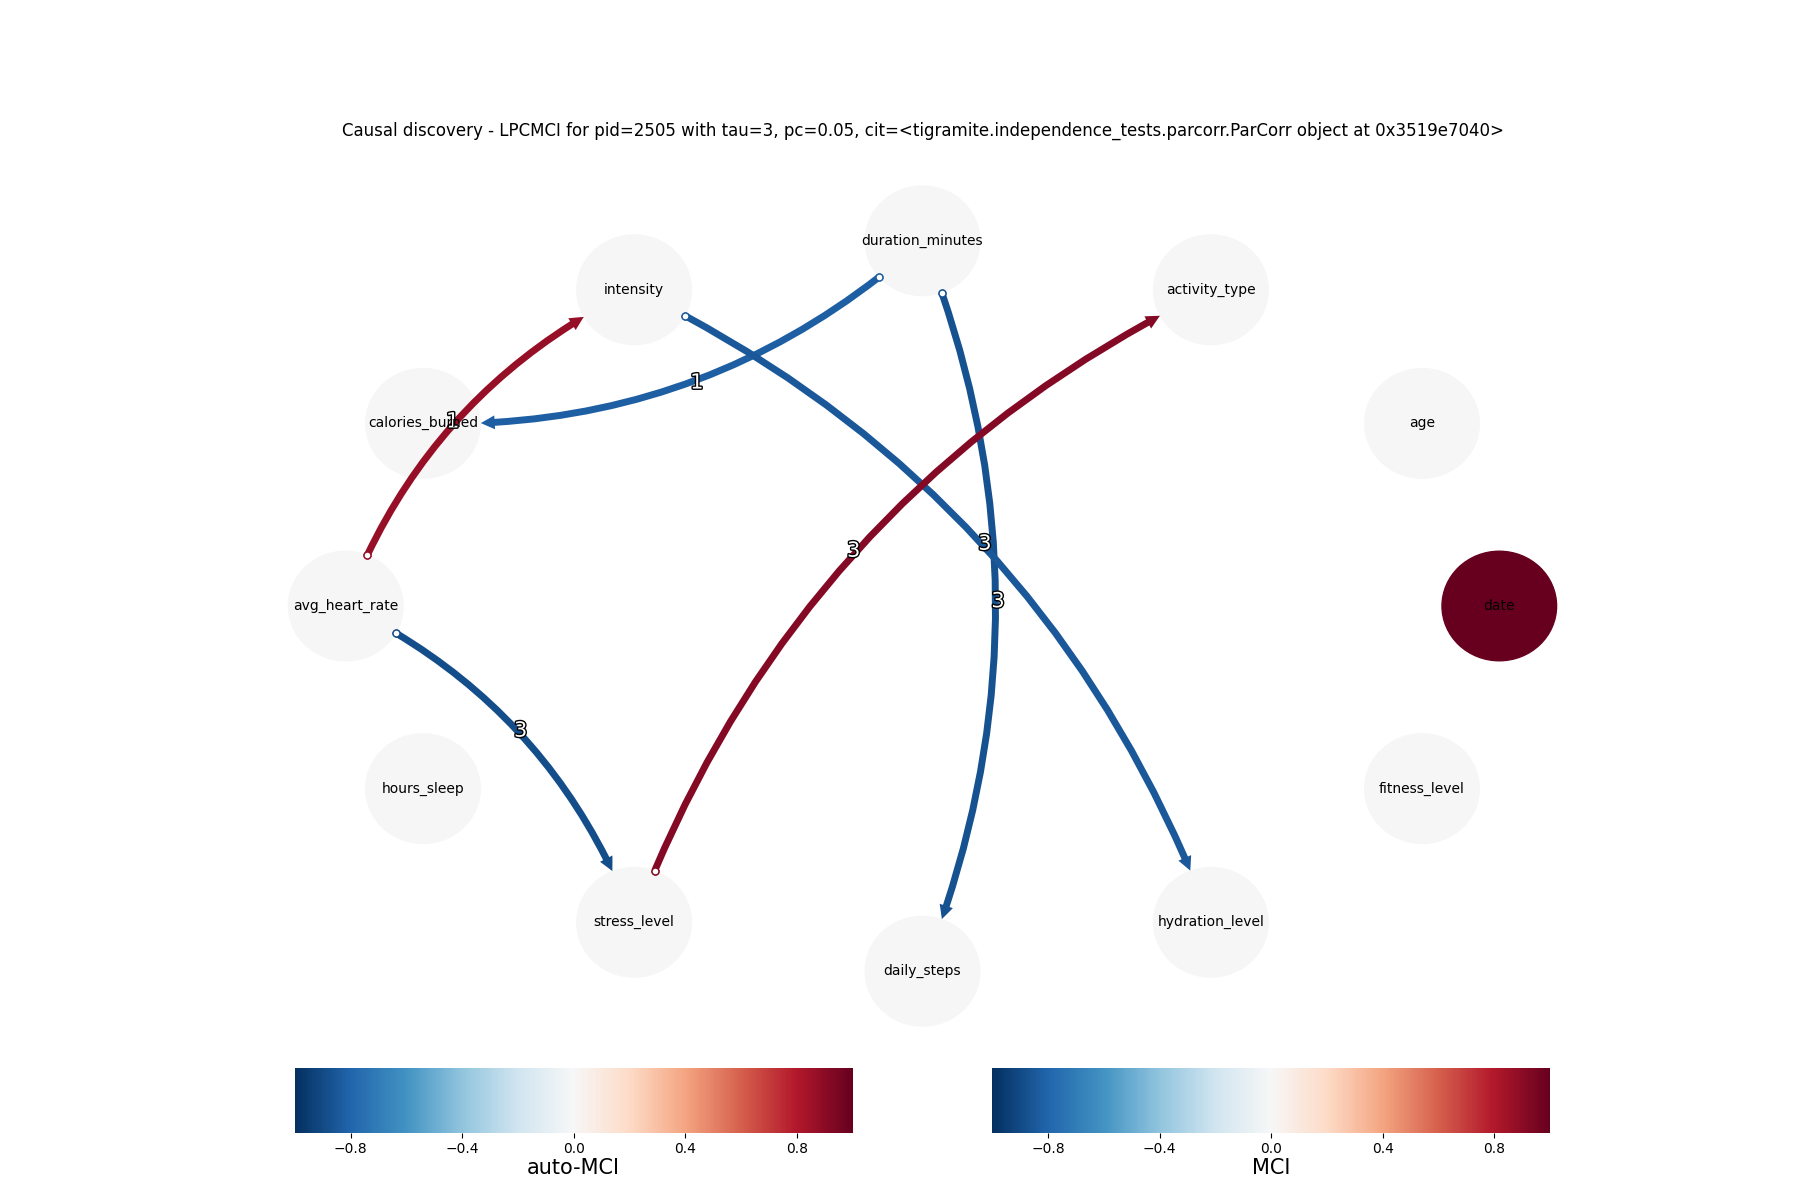 Causal discovery - LPCMCI for pid=2505 with tau=3, pc=0.05, cit=<tigramite.independence_tests.parcorr.ParCorr object at 0x3519e7040>
duration_minutes
intensity
activity_type
1
calories_burned
1
age
3
3
3
avg_heart_rate
date
3
hours_sleep
fitness_level
stress_level
hydration_level
daily_steps
−0.8 −0.4 0.0 0.4 0.8
auto-MCI
−0.8 −0.4 0.0 0.4 0.8
MCI